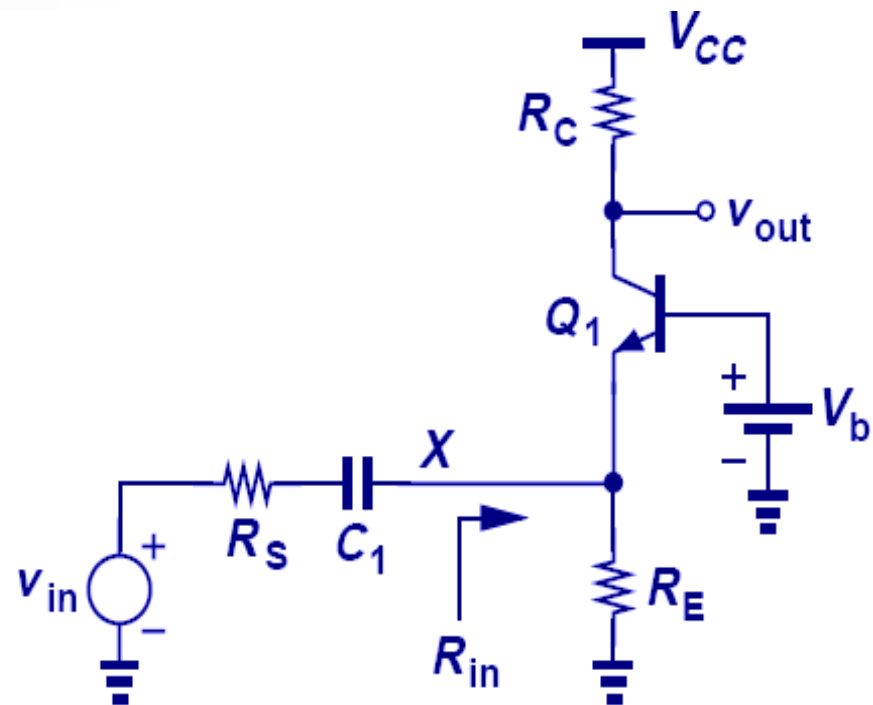 VCC
RC
vout
Q1
+
Vb
−
X
RS
C1
+
vin
−
Rin
RE